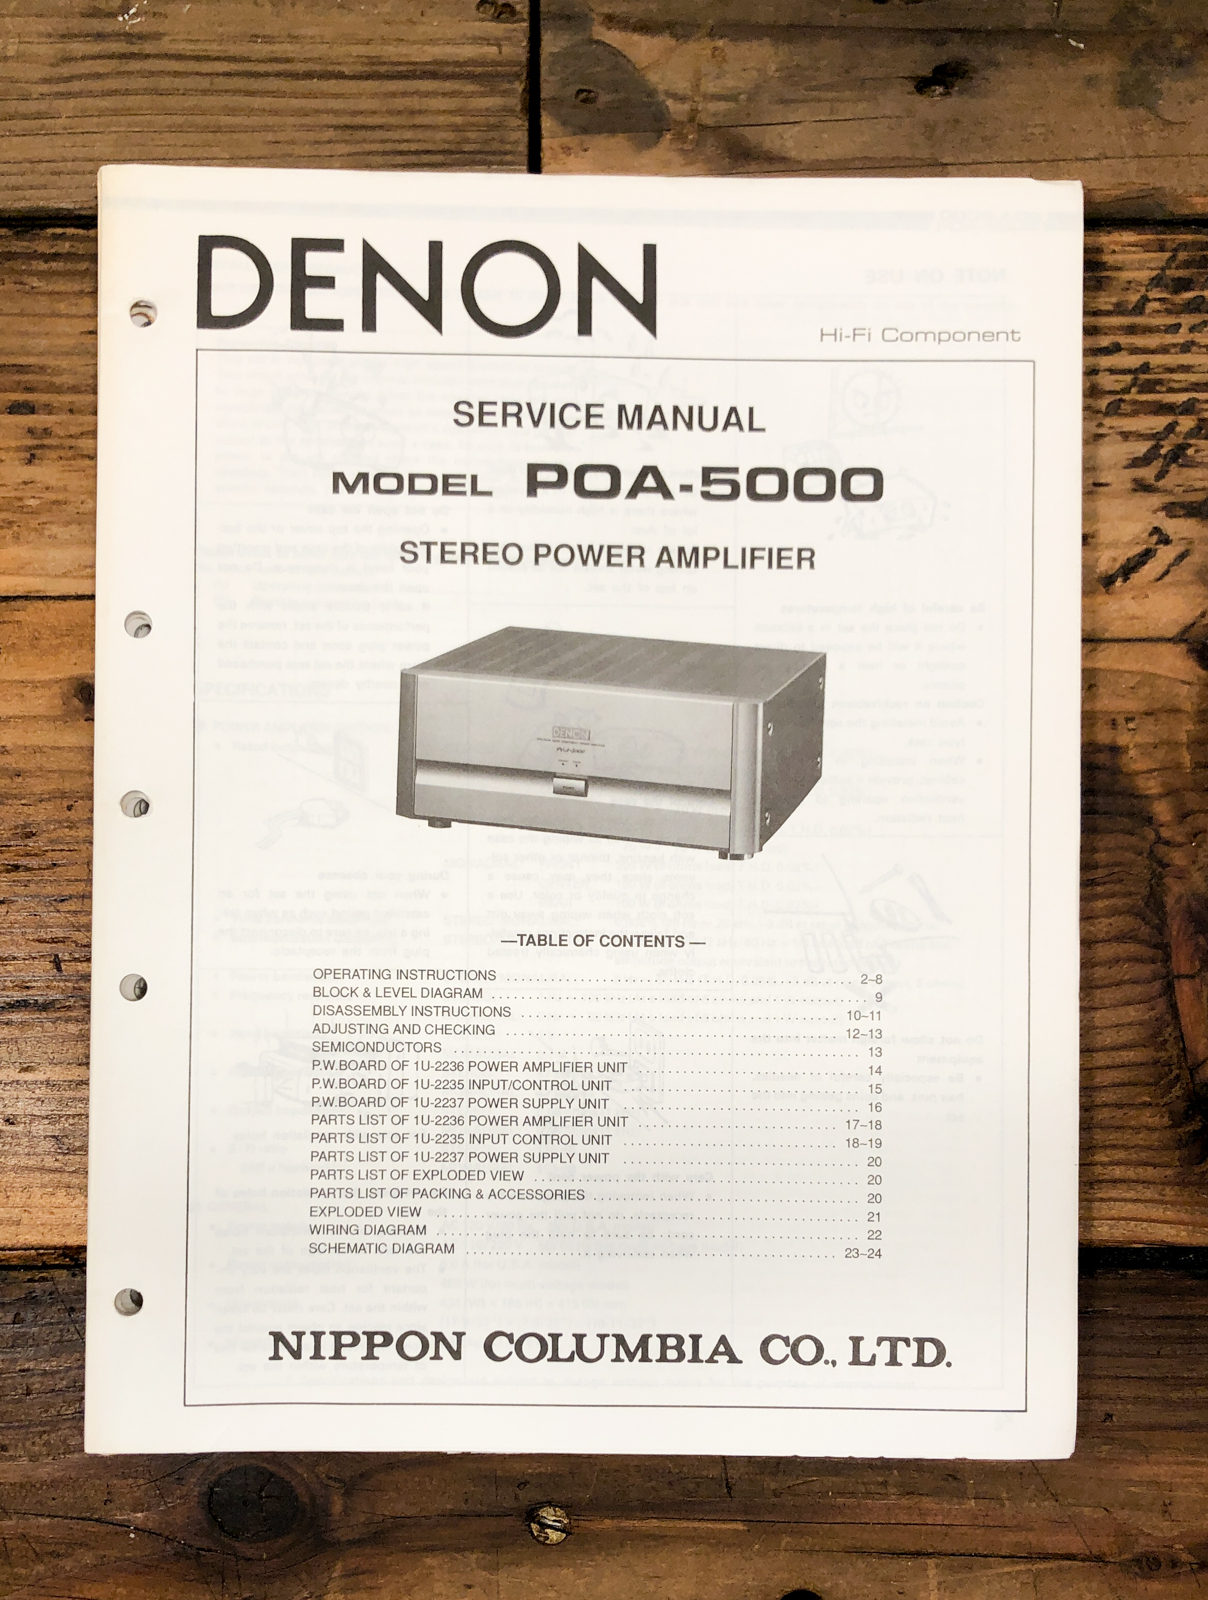 DENON
Hi-Fi Component
SERVICE MANUAL
MODEL POA-5000
STEREO POWER AMPLIFIER
DENON
—TABLE OF CONTENTS —
OPERATING INSTRUCTIONS 2~8
BLOCK & LEVEL DIAGRAM 9
DISASSEMBLY INSTRUCTIONS 10~11
ADJUSTING AND CHECKING 12~13
SEMICONDUCTORS 13
P.W.BOARD OF 1U-2236 POWER AMPLIFIER UNIT 14
P.W.BOARD OF 1U-2235 INPUT/CONTROL UNIT 15
P.W.BOARD OF 1U-2237 POWER SUPPLY UNIT 16
PARTS LIST OF 1U-2236 POWER AMPLIFIER UNIT 17~18
PARTS LIST OF 1U-2235 INPUT CONTROL UNIT 18~19
PARTS LIST OF 1U-2237 POWER SUPPLY UNIT 20
PARTS LIST OF EXPLODED VIEW 20
PARTS LIST OF PACKING & ACCESSORIES 20
EXPLODED VIEW 21
WIRING DIAGRAM 22
SCHEMATIC DIAGRAM 23~24
NIPPON COLUMBIA CO., LTD.